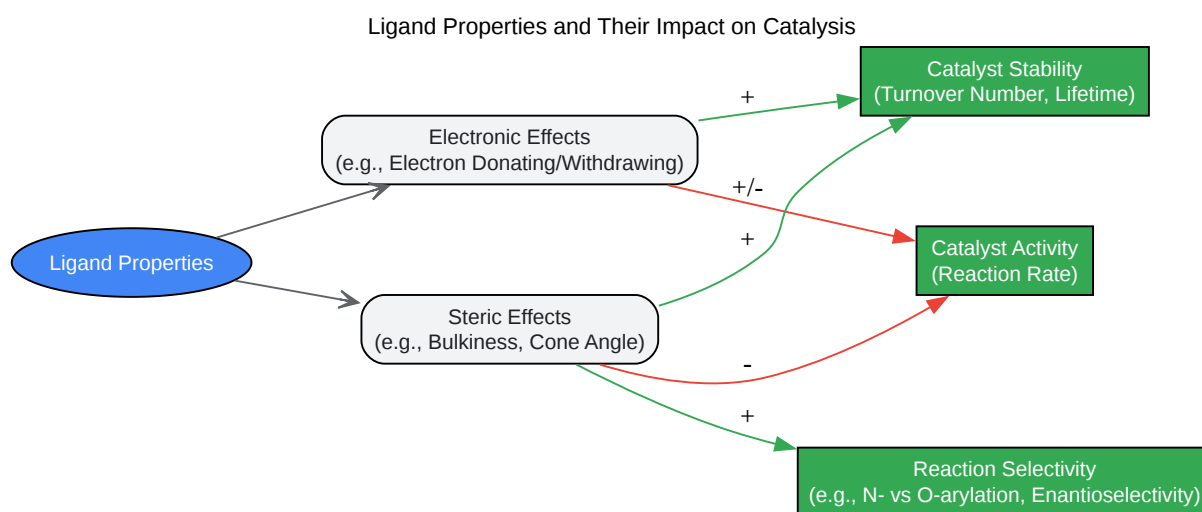 Ligand Properties and Their Impact on Catalysis
Catalyst Stability
(Turnover Number, Lifetime)
+
Electronic Effects
(e.g., Electron Donating/Withdrawing)
+/-
Ligand Properties
+
Catalyst Activity
(Reaction Rate)
Steric Effects
(e.g., Bulkiness, Cone Angle)
-
+
Reaction Selectivity
(e.g., N- vs O-arylation, Enantioselectivity)